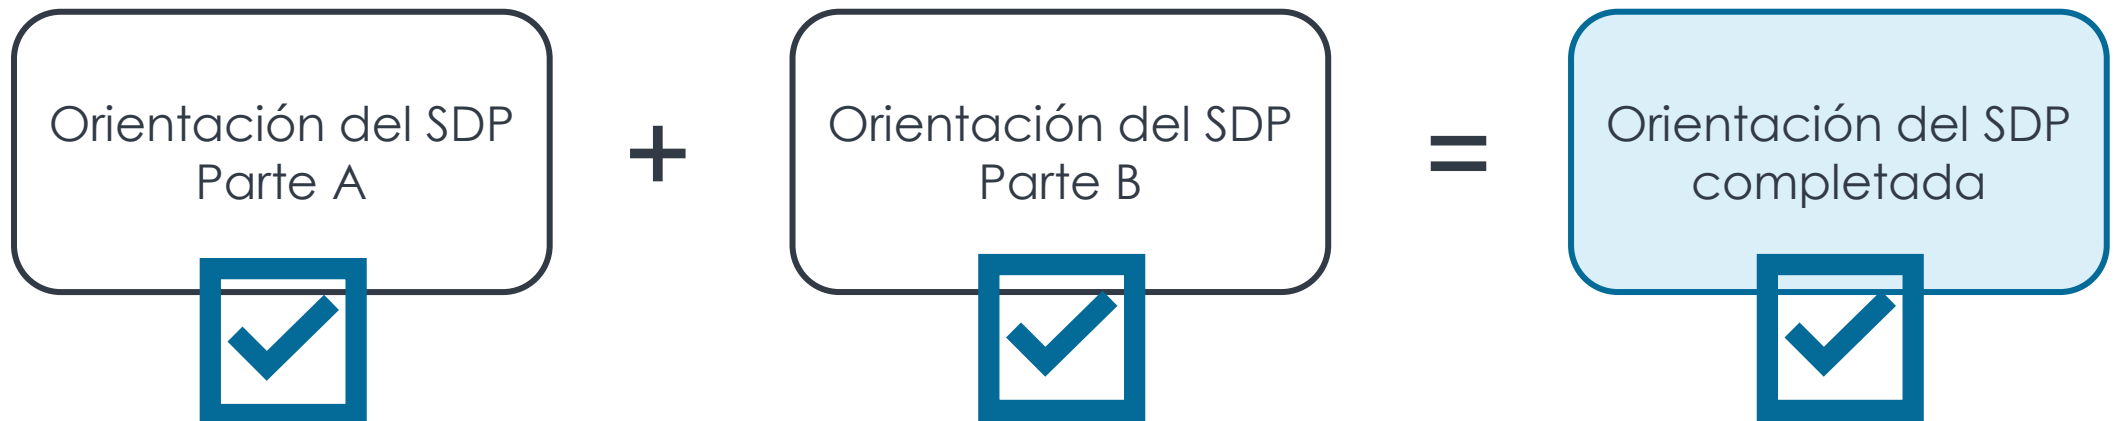 Orientación del SDP
Parte A
+
Orientación del SDP
Parte B
=
Orientación del SDP
completada